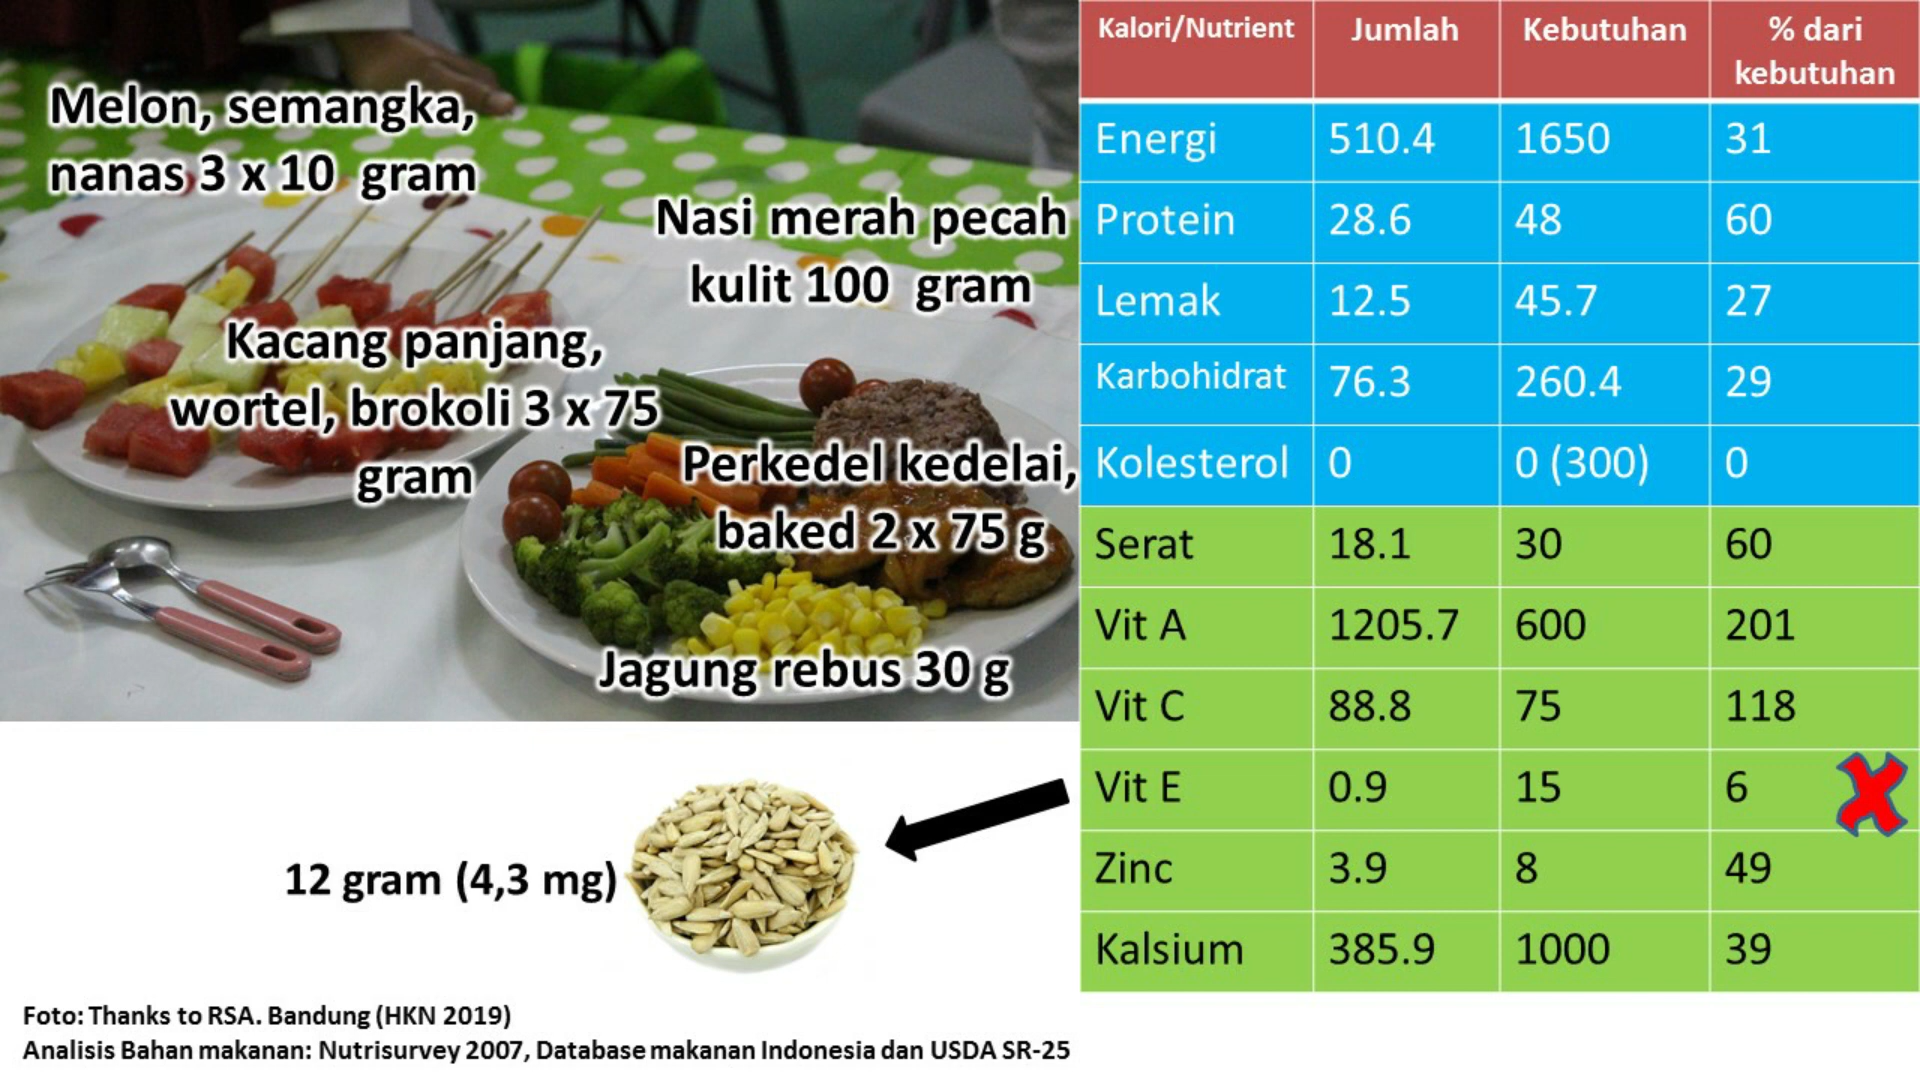 Melon, semangka,
nanas 3 x 10 gram
Nasi merah pecah
kulit 100 gram
Kacang panjang,
wortel, brokoli 3 x 75
gram
Perkedel kedelai,
baked 2 x 75 g
Jagung rebus 30 g
12 gram (4,3 mg)
Foto: Thanks to RSA. Bandung (HKN 2019)
Analisis Bahan makanan: Nutrisurvey 2007, Database makanan Indonesia dan USDA SR-25
Kalori/Nutrient Jumlah Kebutuhan % dari
kebutuhan
Energi 510.4 1650 31
Protein 28.6 48 60
Lemak 12.5 45.7 27
Karbohidrat 76.3 260.4 29
Kolesterol 0 0 (300) 0
Serat 18.1 30 60
Vit A 1205.7 600 201
Vit C 88.8 75 118
Vit E 0.9 15 6
Zinc 3.9 8 49
Kalsium 385.9 1000 39